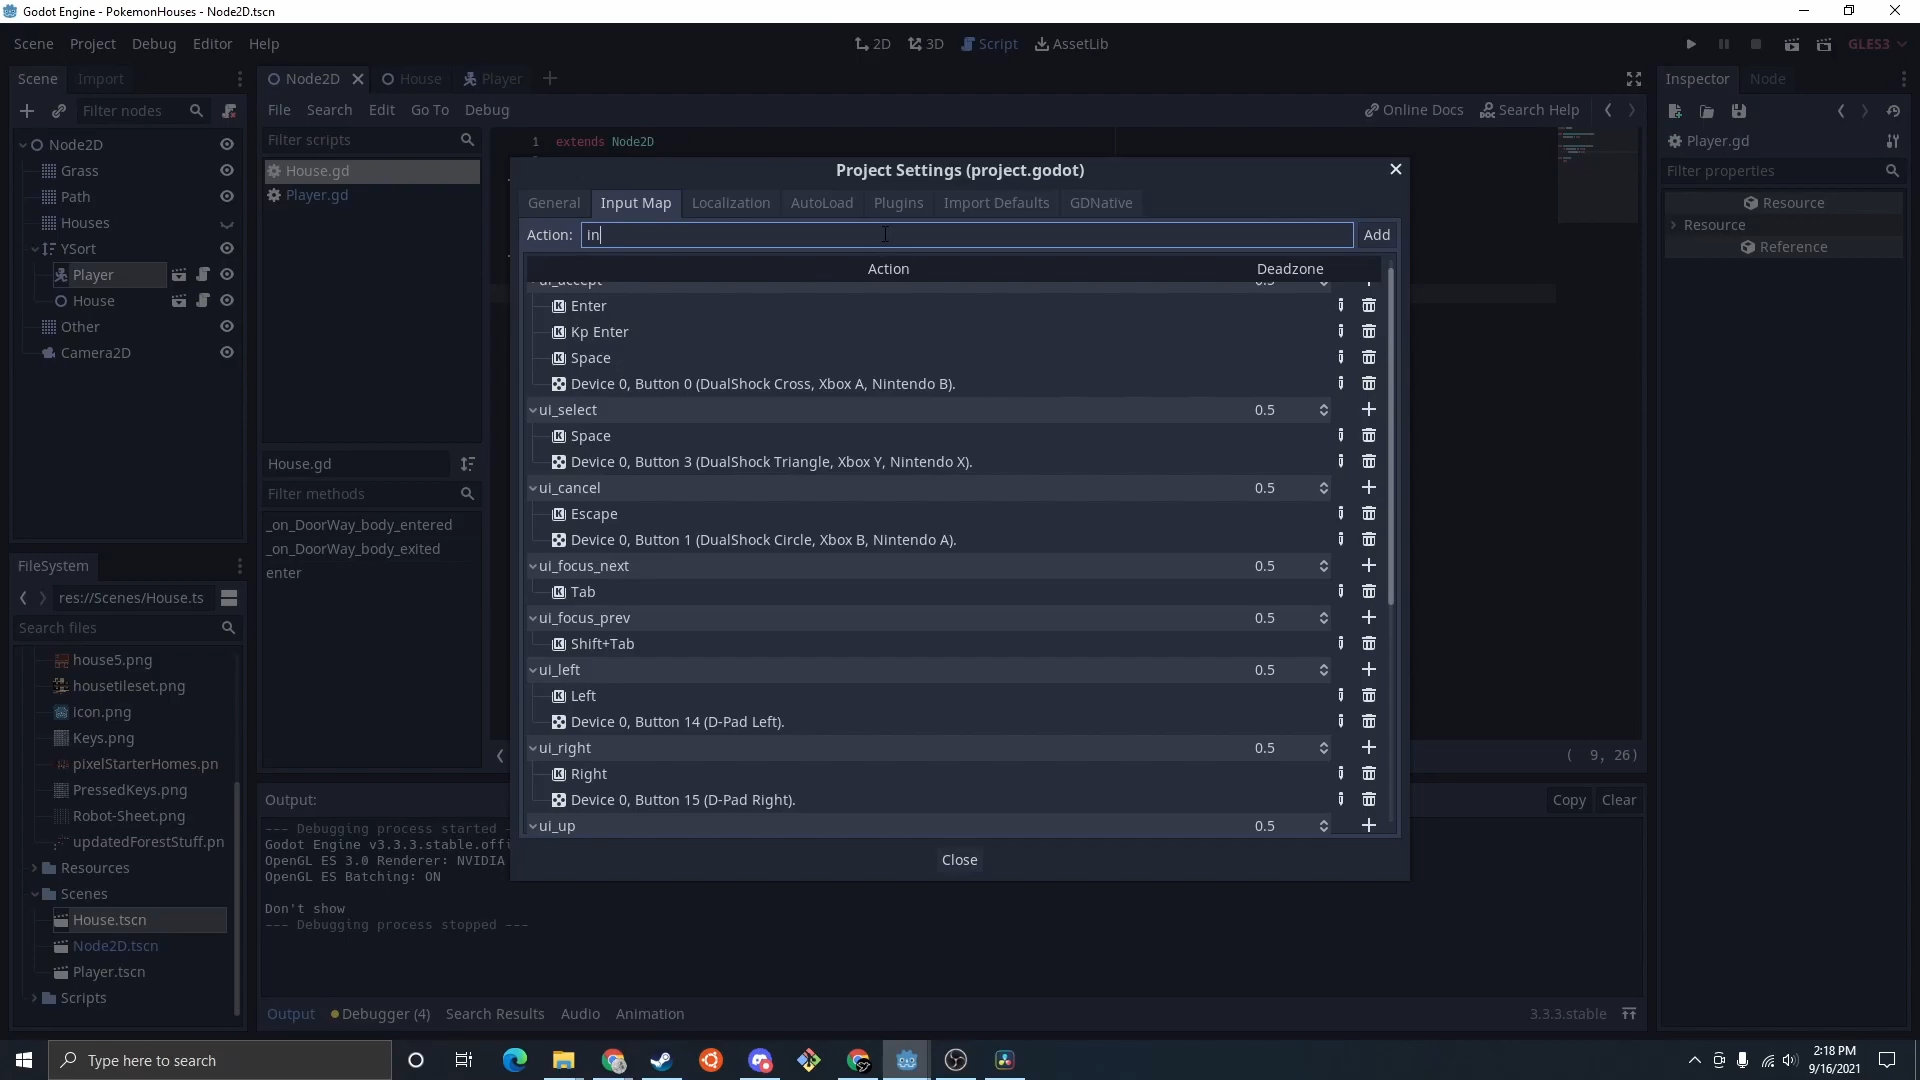 Godot Engine - PokemonHouses - Node2D.tscn
Scene Project Debug Editor Help
2D 3D Script AssetLib
GLES3
Scene Import
Node2D House Player
Inspector Node
Filter nodes
File Search Edit Go To Debug
Online Docs Search Help
Filter scripts
1 extends Node2D
Player.gd
Filter properties
Node2D
Grass
Path
Houses
YSort
Player
House
Other
Camera2D
House.gd
Player.gd
Resource
Resource
Reference
Project Settings (project.godot)
General Input Map Localization AutoLoad Plugins Import Defaults GDNative
Action: in Add
Action Deadzone
ui_accept 0.5
Enter
Kp Enter
Space
Device 0, Button 0 (DualShock Cross, Xbox A, Nintendo B).
ui_select 0.5
Space
Device 0, Button 3 (DualShock Triangle, Xbox Y, Nintendo X).
ui_cancel 0.5
Escape
Device 0, Button 1 (DualShock Circle, Xbox B, Nintendo A).
ui_focus_next 0.5
Tab
ui_focus_prev 0.5
Shift+Tab
ui_left 0.5
Left
Device 0, Button 14 (D-Pad Left).
ui_right 0.5
Right
Device 0, Button 15 (D-Pad Right).
ui_up 0.5
Close
House.gd
Filter methods
_on_DoorWay_body_entered
_on_DoorWay_body_exited
enter
( 9, 26)
FileSystem
res://Scenes/House.ts
Search files
house5.png
housetileset.png
Icon.png
Keys.png
pixelStarterHomes.pn
PressedKeys.png
Robot-Sheet.png
updatedForestStuff.pn
Resources
Scenes
House.tscn
Node2D.tscn
Player.tscn
Scripts
Output: Copy Clear
--- Debugging process started -
Godot Engine v3.3.3.stable.offi
OpenGL ES 3.0 Renderer: NVIDIA
OpenGL ES Batching: ON
Don't show
--- Debugging process stopped ---
Output Debugger (4) Search Results Audio Animation
3.3.3.stable
Type here to search
2:18 PM
9/16/2021